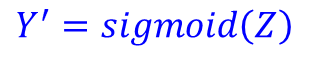 Y′ = sigmoid(Z)